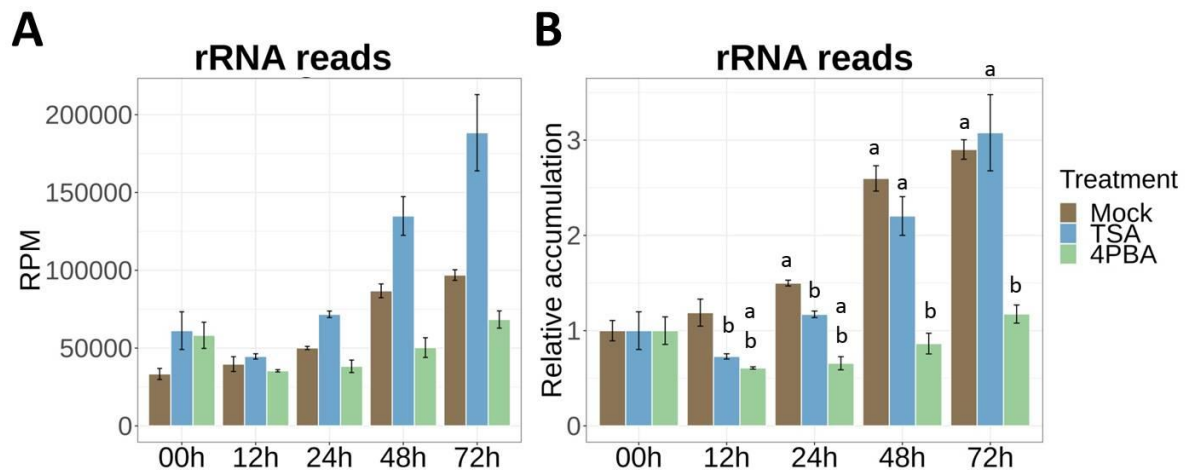 A
rRNA reads
RPM
200000
150000
100000
50000
0
00h 12h 24h 48h 72h
B
rRNA reads
Relative accumulation
3
2
1
0
a
a
a
a
a
b
a
b
b
a
b
b
b
00h 12h 24h 48h 72h
Treatment
Mock
TSA
4PBA